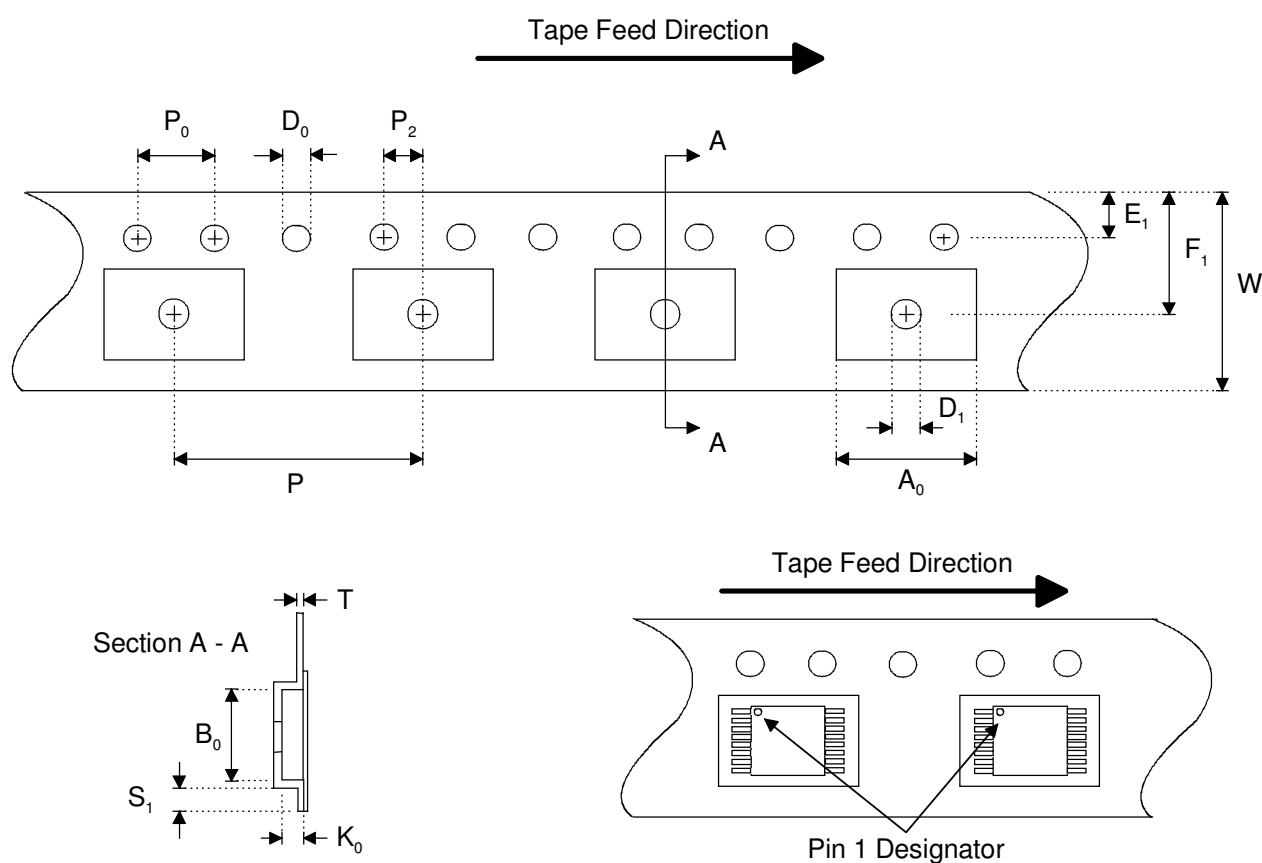 Tape Feed Direction
P₀
D₀
P₂
A
E₁
F₁
W
D₁
A
P
A₀
Tape Feed Direction
T
Section A - A
B₀
S₁
K₀
Pin 1 Designator